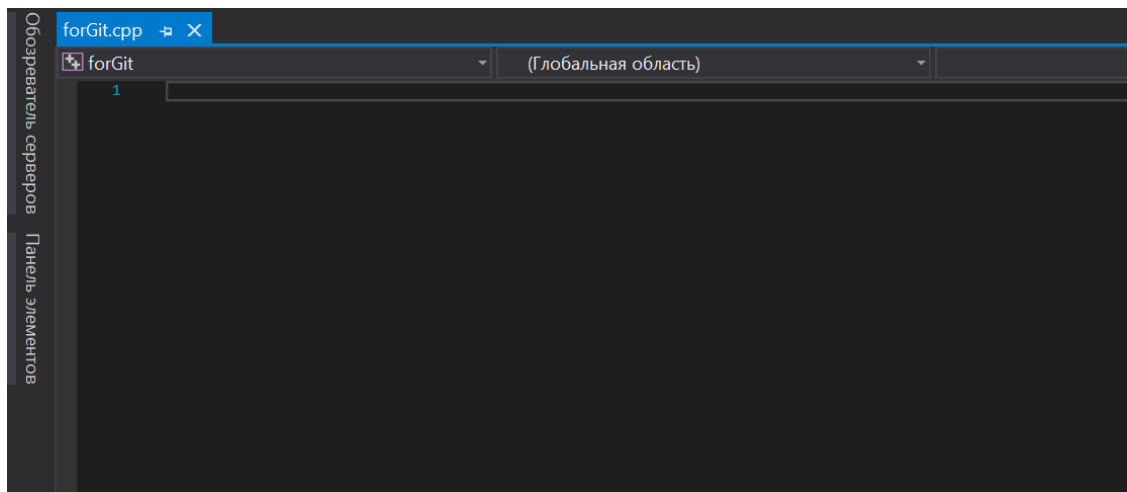 forGit.cpp
forGit
(Глобальная область)
1
Обозреватель серверов
Панель элементов